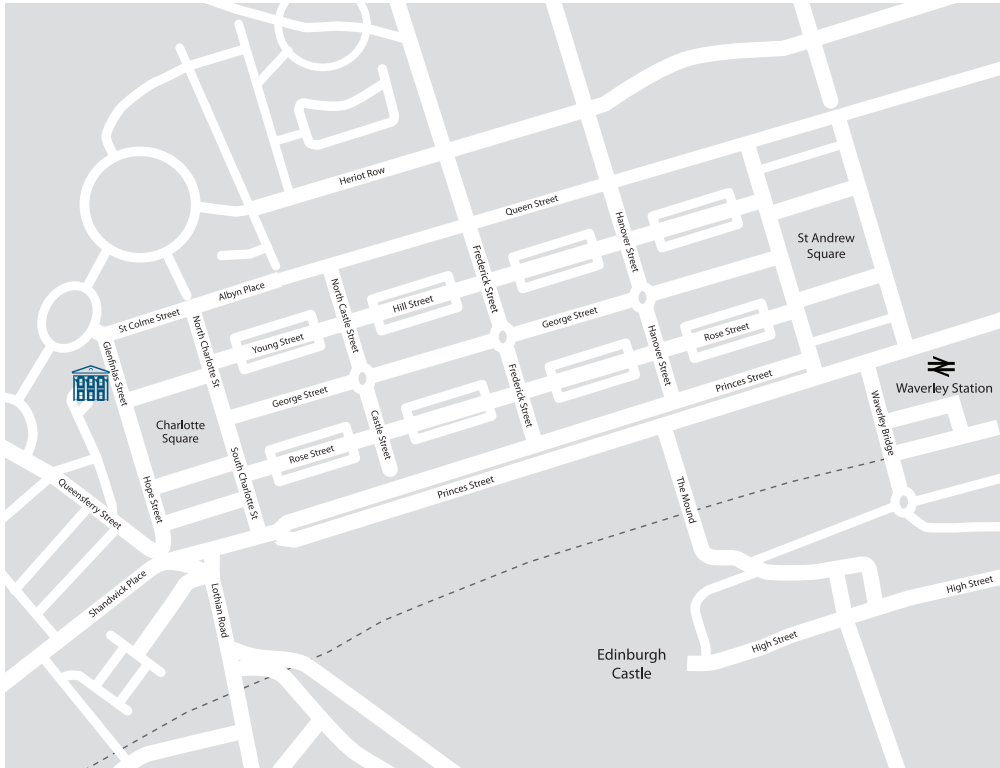 Heriot Row
Queen Street
Hanover Street
St Andrew
Square
Frederick Street
Albyn Place
North Castle Street
Hill Street
St Colme Street
North Charlotte St
George Street
Young Street
Rose Street
Hanover Street
Glenfinlas Street
Princes Street
Waverley Station
Frederick Street
George Street
Waverley Bridge
Castle Street
Charlotte
Square
Rose Street
South Charlotte St
Princes Street
Hope Street
Queensferry Street
The Mound
Shandwick Place
Lothian Road
High Street
High Street
Edinburgh
Castle